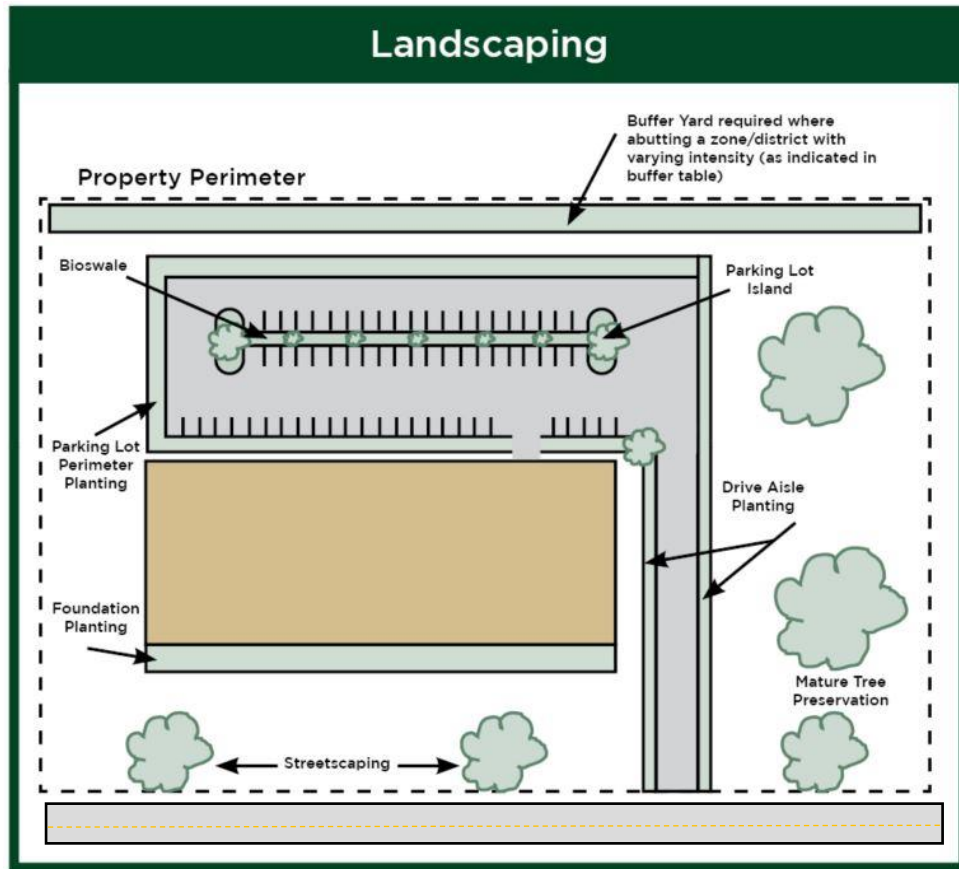 Landscaping
Buffer Yard required where
abutting a zone/district with
varying intensity (as indicated in
buffer table)
Property Perimeter
Bioswale
Parking Lot
Island
Parking Lot
Perimeter
Planting
Drive Aisle
Planting
Foundation
Planting
Mature Tree
Preservation
Streetscaping